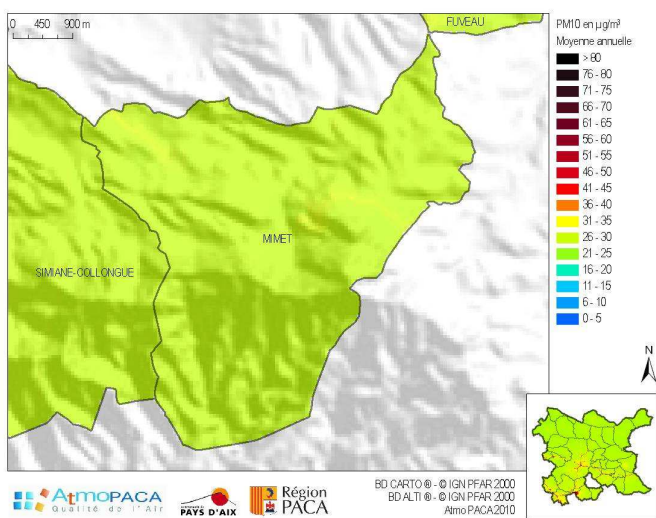 0 450 900 m
FUVEAU
MIMET
SIMIANE-COLLONGUE
PM10 en µg/m³
Moyenne annuelle
> 80
76 - 80
71 - 75
66 - 70
61 - 65
56 - 60
51 - 55
46 - 50
41 - 45
36 - 40
31 - 35
26 - 30
21 - 25
16 - 20
11 - 15
6 - 10
0 - 5
N
AtmoPACA
Qualité de l'Air
PAYS D'AIX
Région
PACA
BD CARTO ® - © IGN PFAR 2000
BD ALTI ® - © IGN PFAR 2000
Atmo PACA 2010